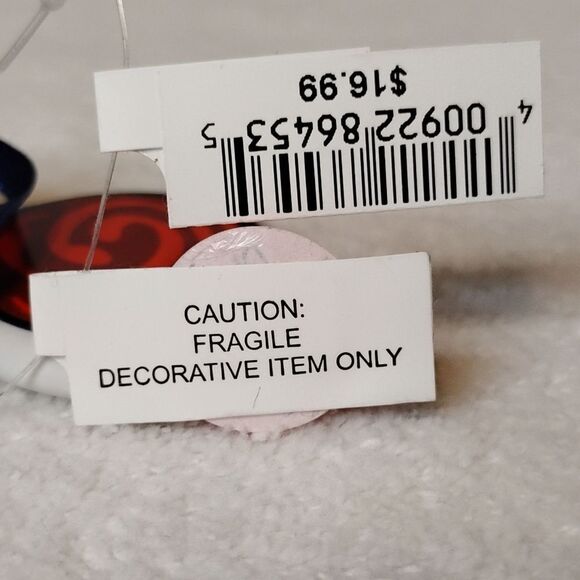 $16.99
4 00922 86453 5
CAUTION:
FRAGILE
DECORATIVE ITEM ONLY